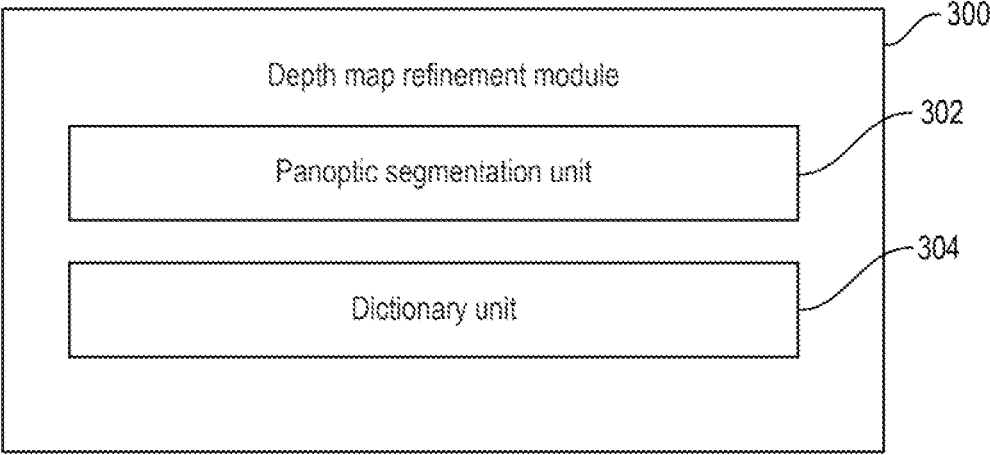 300
Depth map refinement module
302
Panoptic segmentation unit
304
Dictionary unit